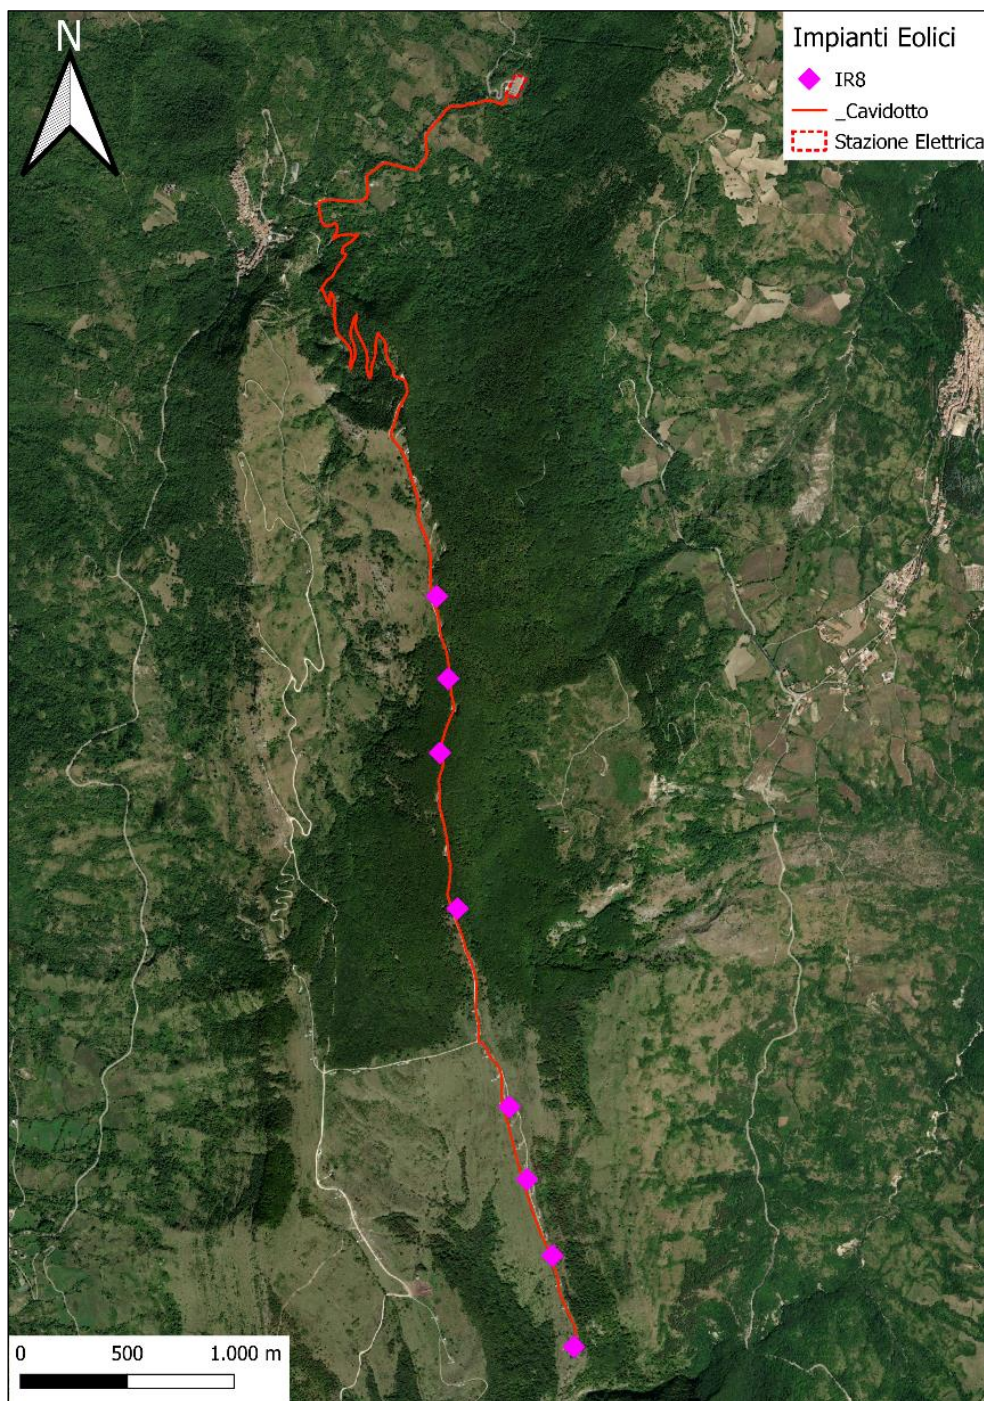 N
Impianti Eolici
IR8
_Cavidotto
Stazione Elettrica
0 500 1.000 m